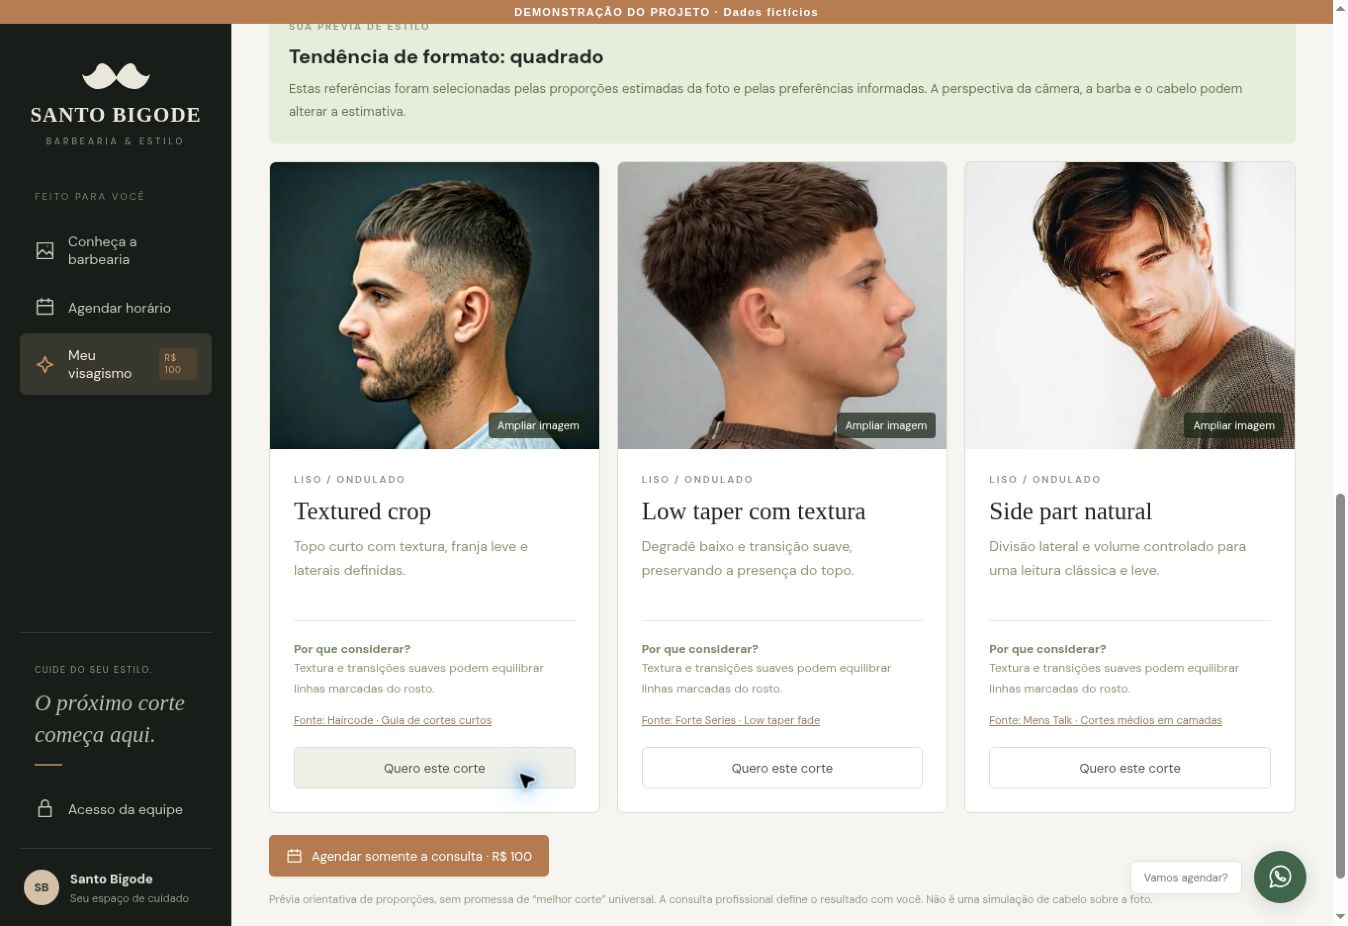 DEMONSTRAÇÃO DO PROJETO · Dados fictícios
SANTO BIGODE
BARBEARIA & ESTILO
FEITO PARA VOCÊ
Conheça a
barbearia
Agendar horário
Meu
visagismo
R$
100
CUIDE DO SEU ESTILO.
O próximo corte
começa aqui.
Acesso da equipe
SB
Santo Bigode
Seu espaço de cuidado
SUA PRÉVIA DE ESTILO
Tendência de formato: quadrado
Estas referências foram selecionadas pelas proporções estimadas da foto e pelas preferências informadas. A perspectiva da câmera, a barba e o cabelo podem
alterar a estimativa.
Ampliar imagem
LISO / ONDULADO
Textured crop
Topo curto com textura, franja leve e
laterais definidas.
Por que considerar?
Textura e transições suaves podem equilibrar
linhas marcadas do rosto.
Fonte: Haircode · Guia de cortes curtos
Quero este corte
Ampliar imagem
LISO / ONDULADO
Low taper com textura
Degradê baixo e transição suave,
preservando a presença do topo.
Por que considerar?
Textura e transições suaves podem equilibrar
linhas marcadas do rosto.
Fonte: Forte Series · Low taper fade
Quero este corte
Ampliar imagem
LISO / ONDULADO
Side part natural
Divisão lateral e volume controlado para
uma leitura clássica e leve.
Por que considerar?
Textura e transições suaves podem equilibrar
linhas marcadas do rosto.
Fonte: Mens Talk · Cortes médios em camadas
Quero este corte
Agendar somente a consulta · R$ 100
Vamos agendar?
Prévia orientativa de proporções, sem promessa de “melhor corte” universal. A consulta profissional define o resultado com você. Não é uma simulação de cabelo sobre a foto.